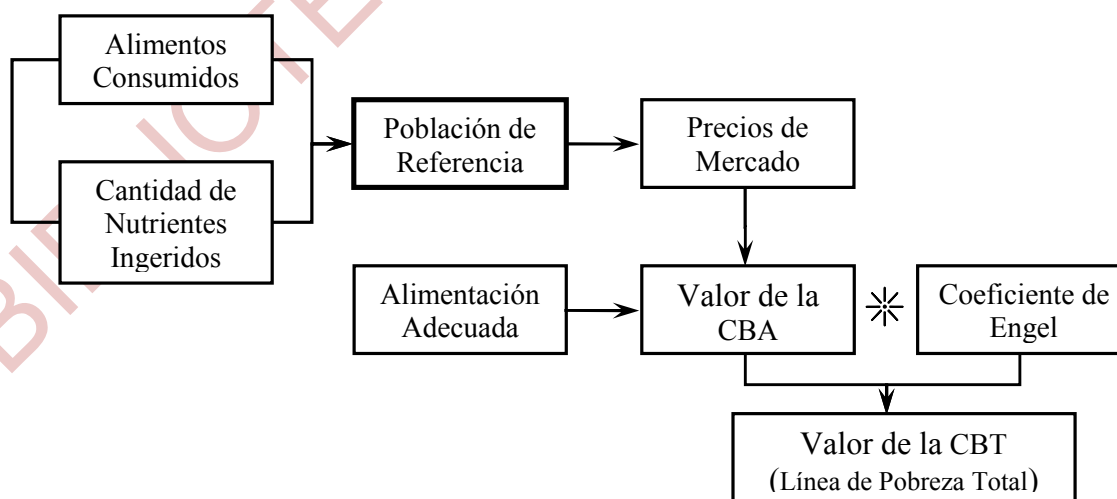 Alimentos
Consumidos
Cantidad de
Nutrientes
Ingeridos
Población de
Referencia
Precios de
Mercado
Alimentación
Adecuada
Valor de la
CBA
Coeficiente de
Engel
Valor de la CBT
(Línea de Pobreza Total)